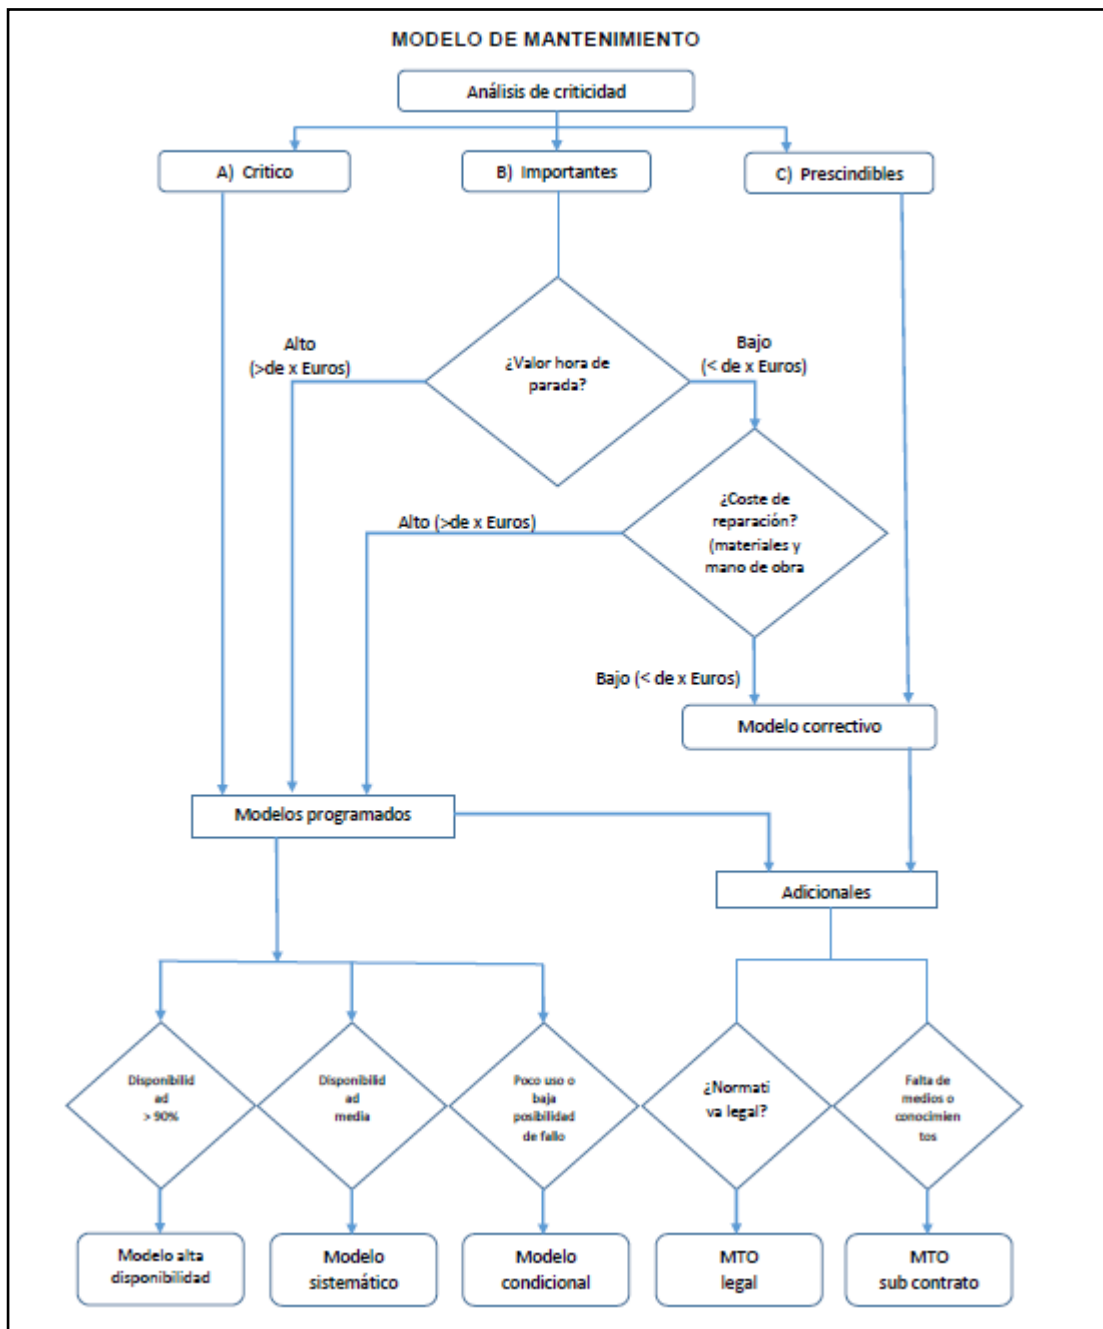 MODELO DE MANTENIMIENTO
Análisis de criticidad
A) Critico
B) Importantes
C) Prescindibles
¿Valor hora de
parada?
Alto
(>de x Euros)
Bajo
(< de x Euros)
¿Coste de
reparación?
(materiales y
mano de obra
Alto (>de x Euros)
Bajo (< de x Euros)
Modelo correctivo
Modelos programados
Adicionales
Disponibilid
ad
> 90%
Disponibilid
ad
media
Poco uso o
baja
posibilidad
de fallo
¿Normati
va legal?
Falta de
medios o
conocimien
tos
Modelo alta
disponibilidad
Modelo
sistemático
Modelo
condicional
MTO
legal
MTO
sub contrato